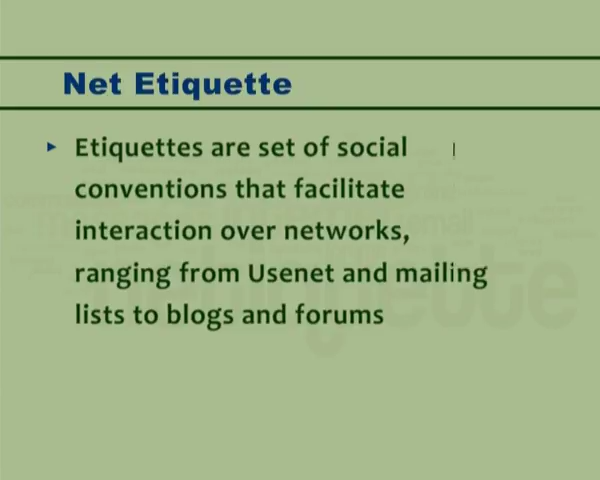 Net Etiquette
Etiquettes are set of social
conventions that facilitate
interaction over networks,
ranging from Usenet and mailing
lists to blogs and forums